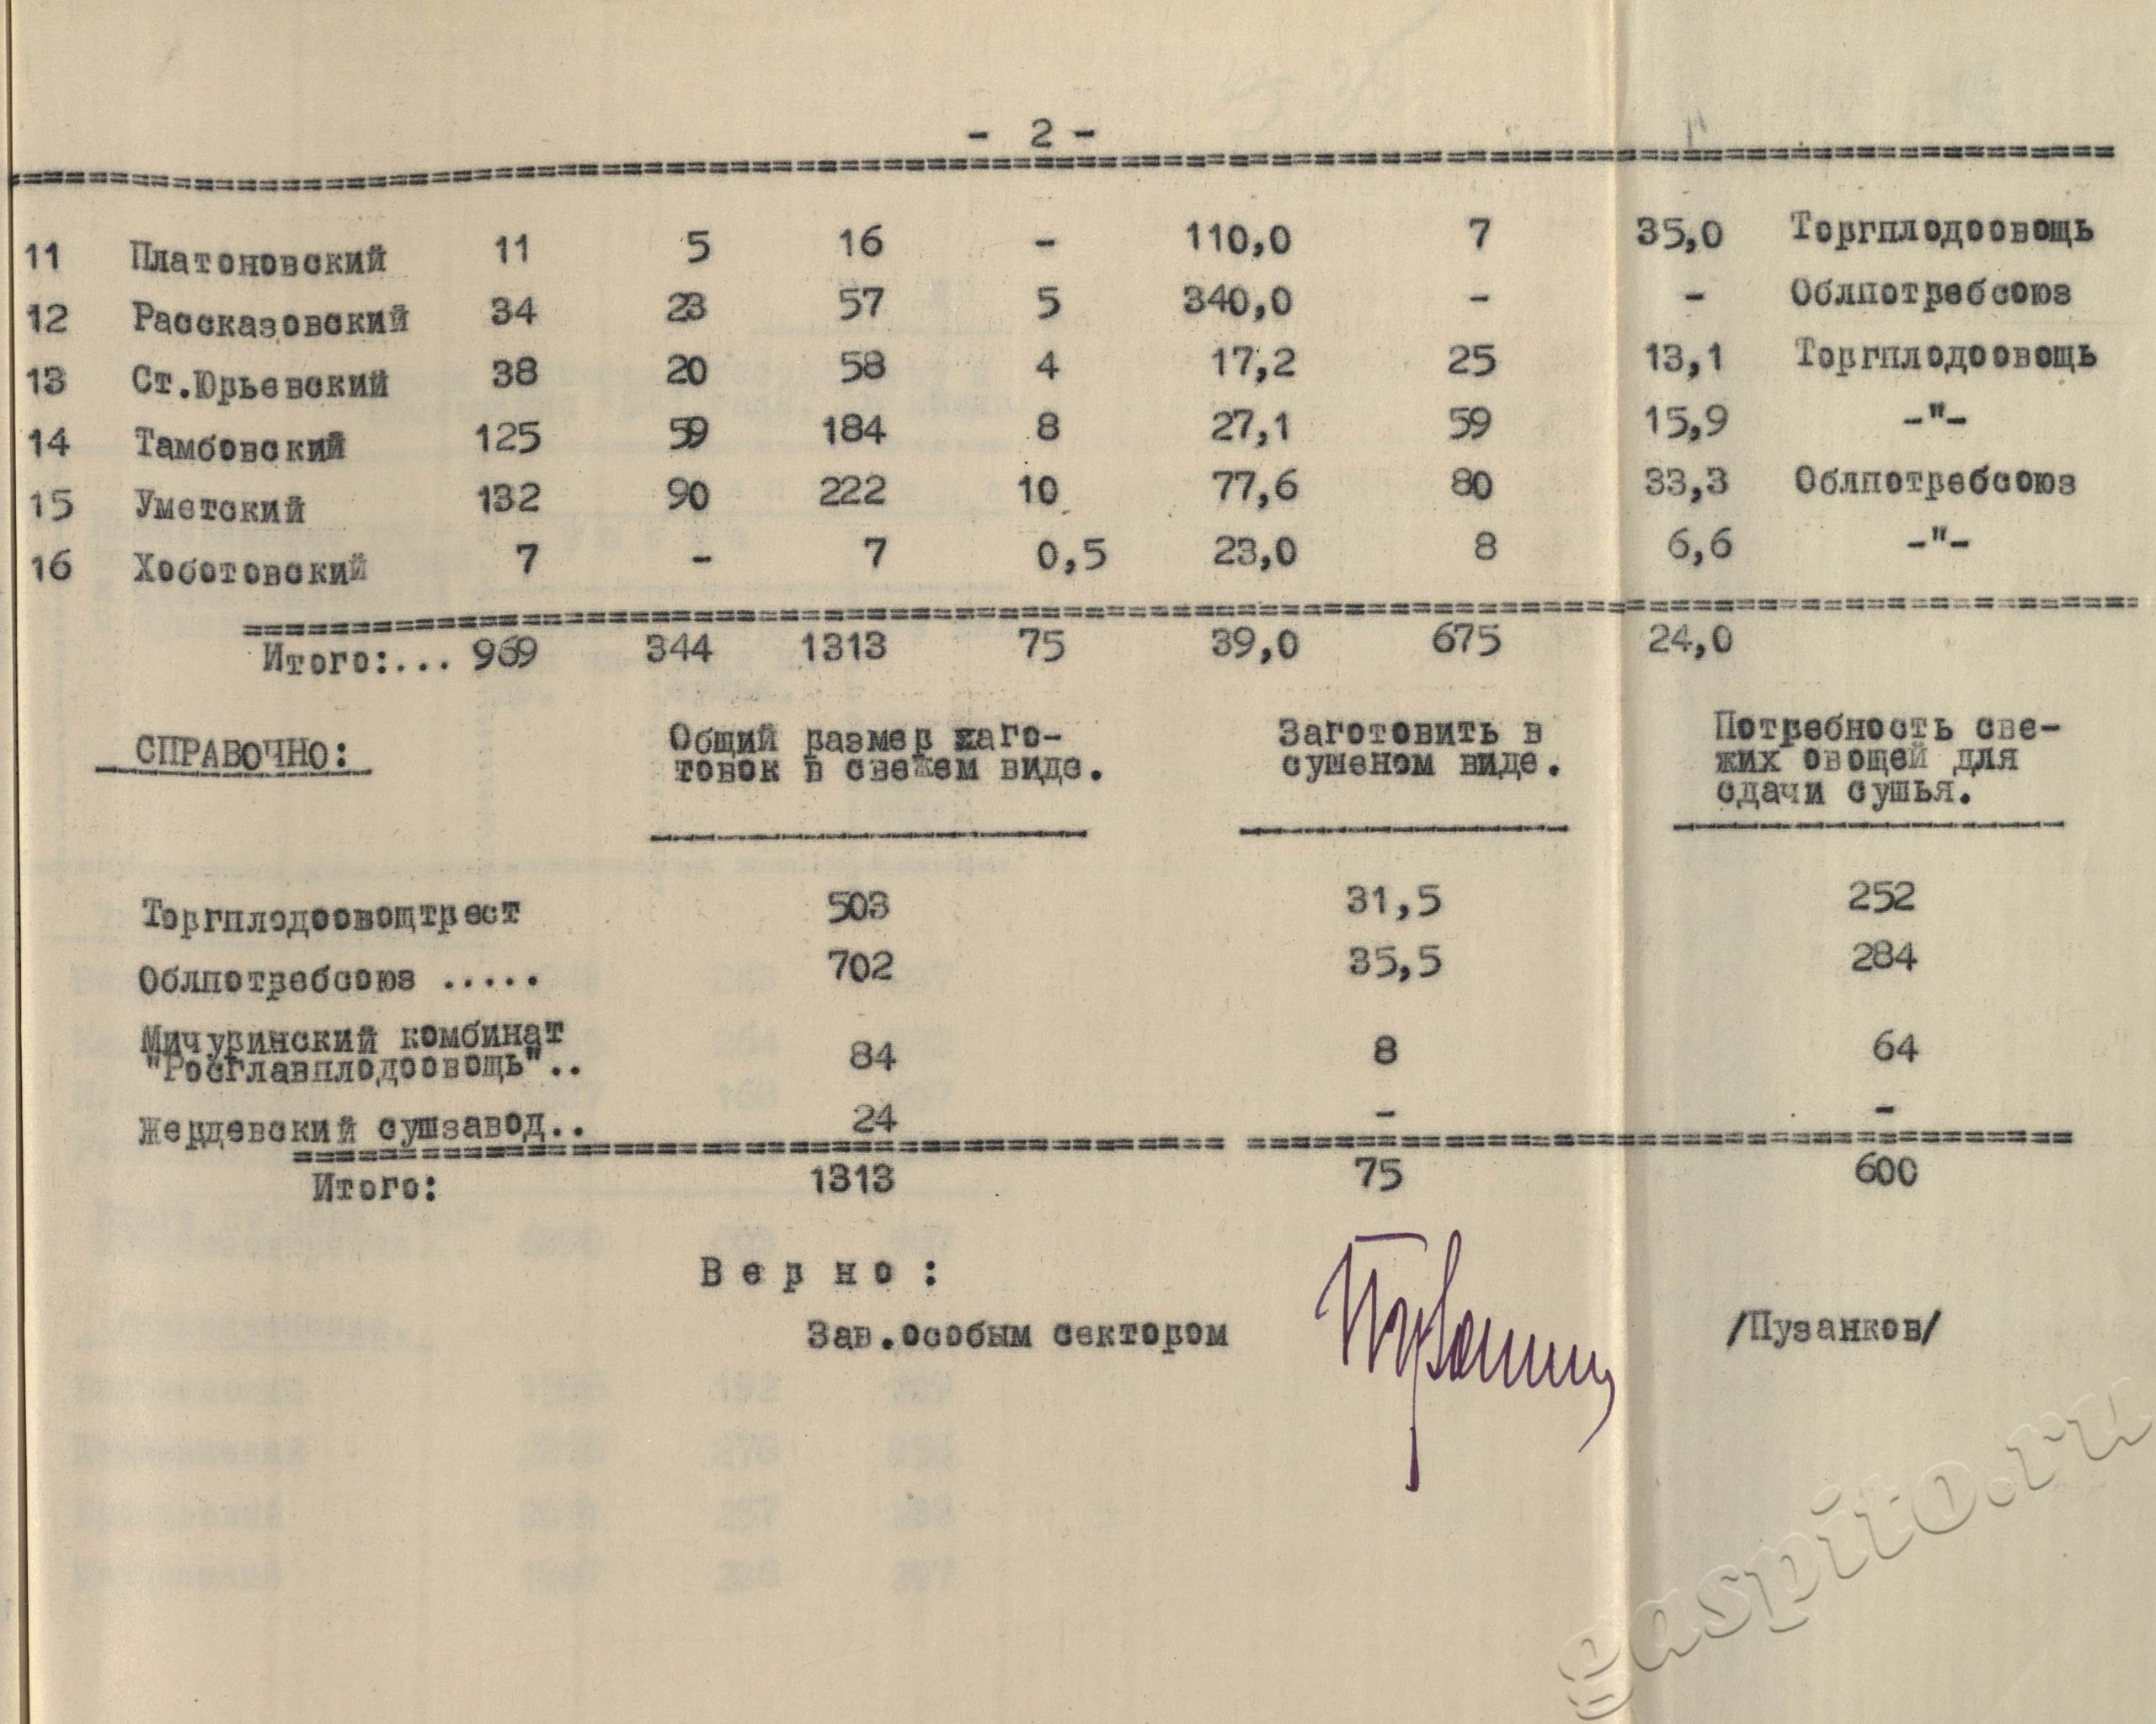 - 2 -
11 Платоновский 11 5 16 - 110,0 7 35,0 Торгплодоовощь
12 Рассказовский 34 23 57 5 340,0 - - Облпотребсоюз
13 Ст.Юрьевский 38 20 58 4 17,2 25 13,1 Торгплодоовощь
14 Тамбовский 125 59 184 8 27,1 59 15,9 -"-
15 Уметский 132 90 222 10 77,6 80 33,3 Облпотребсоюз
16 Хоботовский 7 - 7 0,5 23,0 8 6,6 -"-
Итого:... 969 344 1313 75 39,0 675 24,0
СПРАВОЧНО:
Общий размер заго-
товок в свежем виде.
Заготовить в
сушеном виде.
Потребность све-
жих овощей для
сдачи сушья.
Торгплодоовощтрест 503 31,5 252
Облпотребсоюз ..... 702 35,5 284
Мичуринский комбинат
"Росглавплодоовощь".. 84 8 64
Жердевский сушзавод.. 24 - -
Итого: 1313 75 600
Верно:
Зав.особым сектором /Пузанков/
gaspito.ru